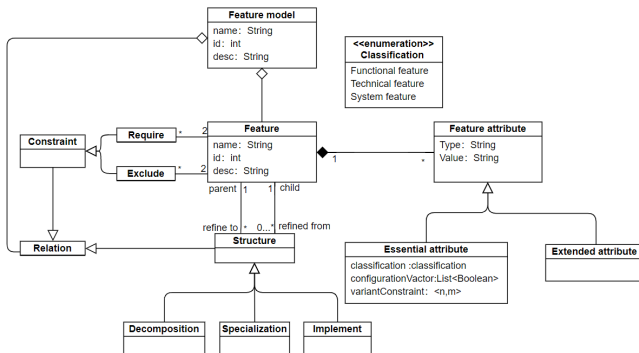 Feature model
name: String
id: int
desc: String
<<enumeration>>
Classification
Functional feature
Technical feature
System feature
Constraint
Require
*
2
Exclude
*
2
Feature
name: String
id: int
desc: String
1
*
Feature attribute
Type: String
Value: String
parent
1
1
child
refine to
*
0...*
refined from
Relation
Structure
Essential attribute
classification :classification
configurationVactor:List<Boolean>
variantConstraint: <n,m>
Extended attribute
Decomposition
Specialization
Implement